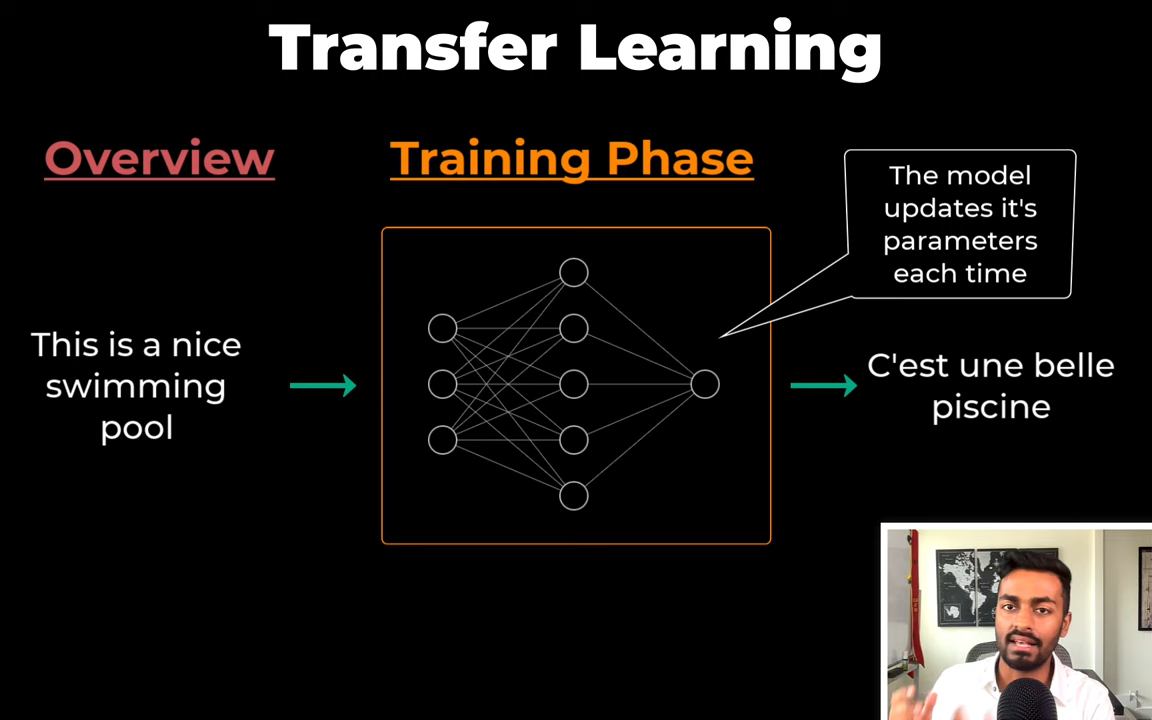 Transfer Learning
Overview
Training Phase
The model
updates it's
parameters
each time
This is a nice
swimming
pool
C'est une belle
piscine